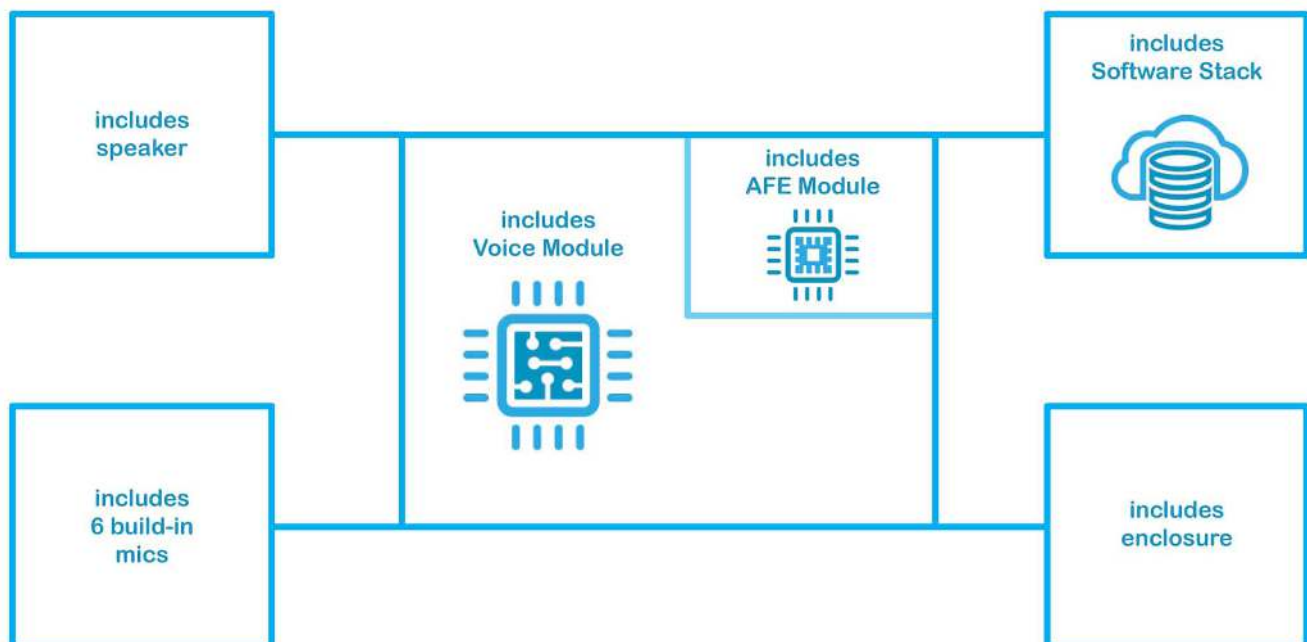 includes
speaker
includes
Voice Module
includes
AFE Module
includes
Software Stack
includes
6 build-in
mics
includes
enclosure